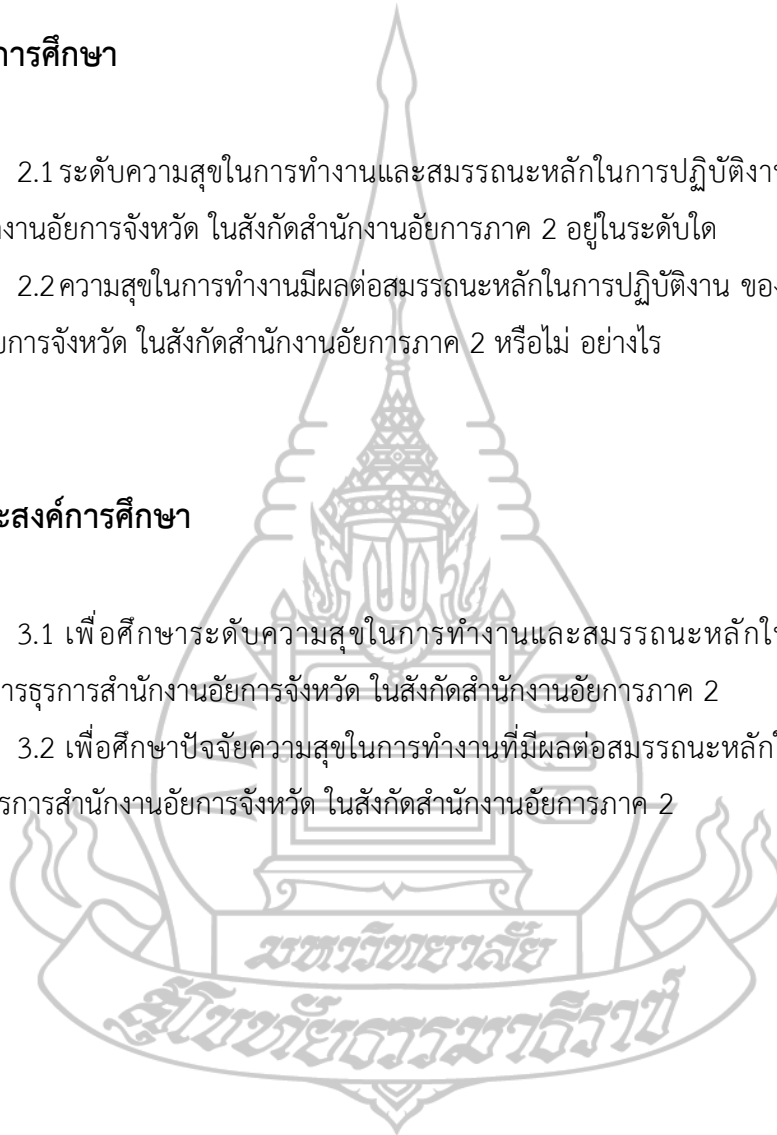 การศึกษา
2.1 ระดับความสุขในการทำงานและสมรรถนะหลักในการปฏิบัติงาน
งานอัยการจังหวัด ในสังกัดสำนักงานอัยการภาค 2 อยู่ในระดับใด
2.2 ความสุขในการทำงานมีผลต่อสมรรถนะหลักในการปฏิบัติงาน ของ
ยการจังหวัด ในสังกัดสำนักงานอัยการภาค 2 หรือไม่ อย่างไร
ะสงค์การศึกษา
3.1 เพื่อศึกษาระดับความสุขในการทำงานและสมรรถนะหลักใน
การธุรการสำนักงานอัยการจังหวัด ในสังกัดสำนักงานอัยการภาค 2
3.2 เพื่อศึกษาปัจจัยความสุขในการทำงานที่มีผลต่อสมรรถนะหลักใ
รการสำนักงานอัยการจังหวัด ในสังกัดสำนักงานอัยการภาค 2
มหาวิทยาลัย
สุโขทัยธรรมาธิราช